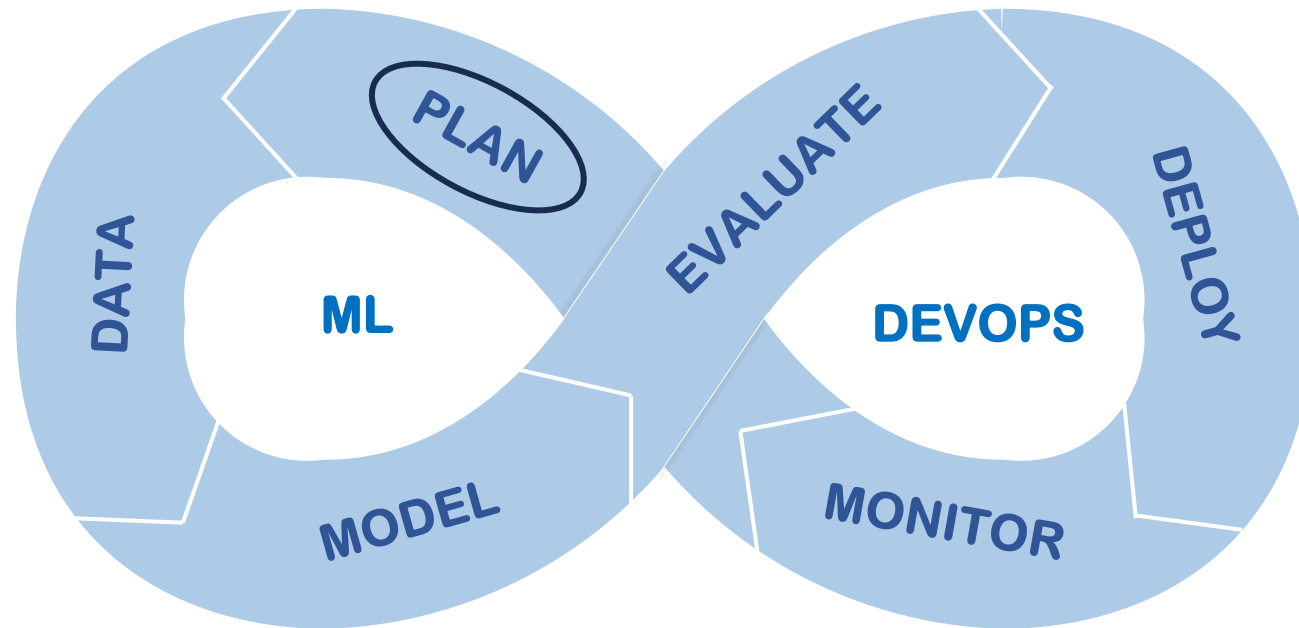 PLAN
DATA
MODEL
EVALUATE
DEPLOY
MONITOR
ML
DEVOPS